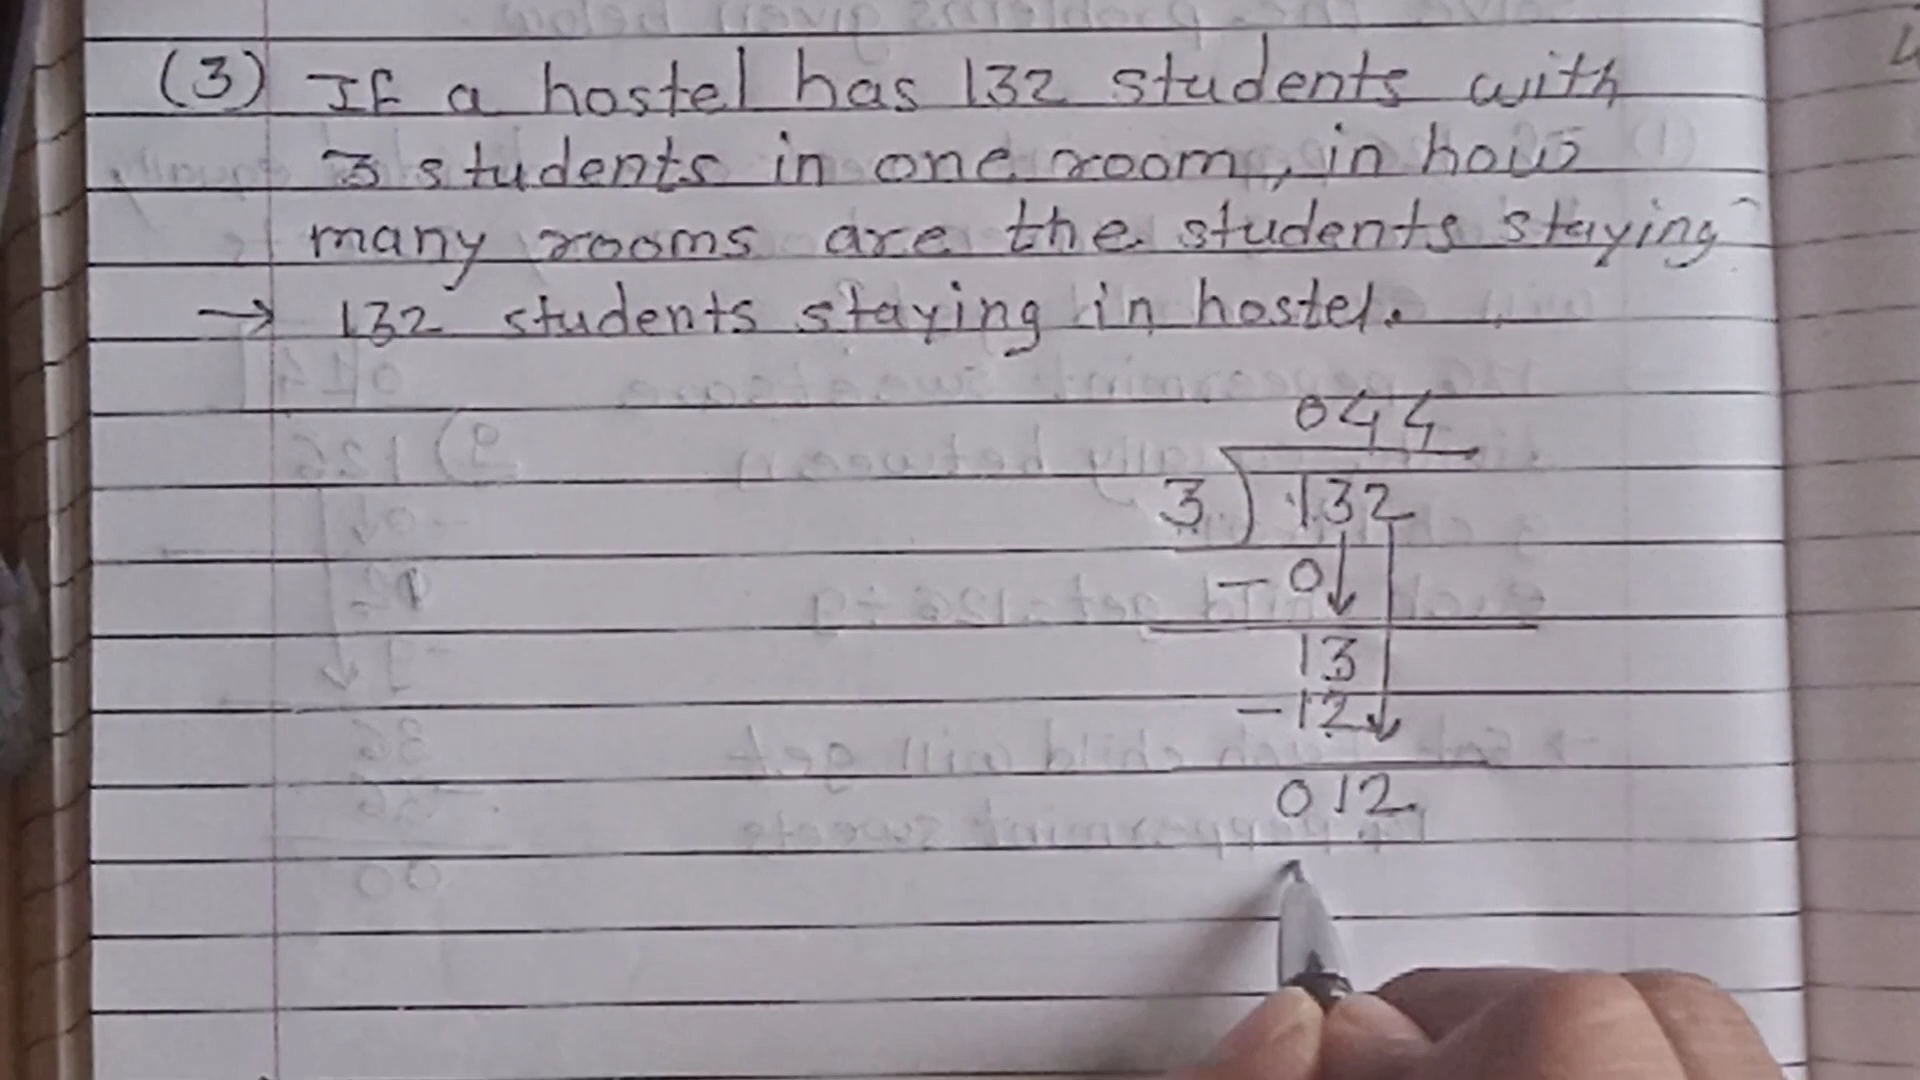 (3) If a hostel has 132 students with
3 students in one room, in how
many rooms are the students staying?
→ 132 students staying in hostel.
044
3) 132
- 0
13
- 12
012